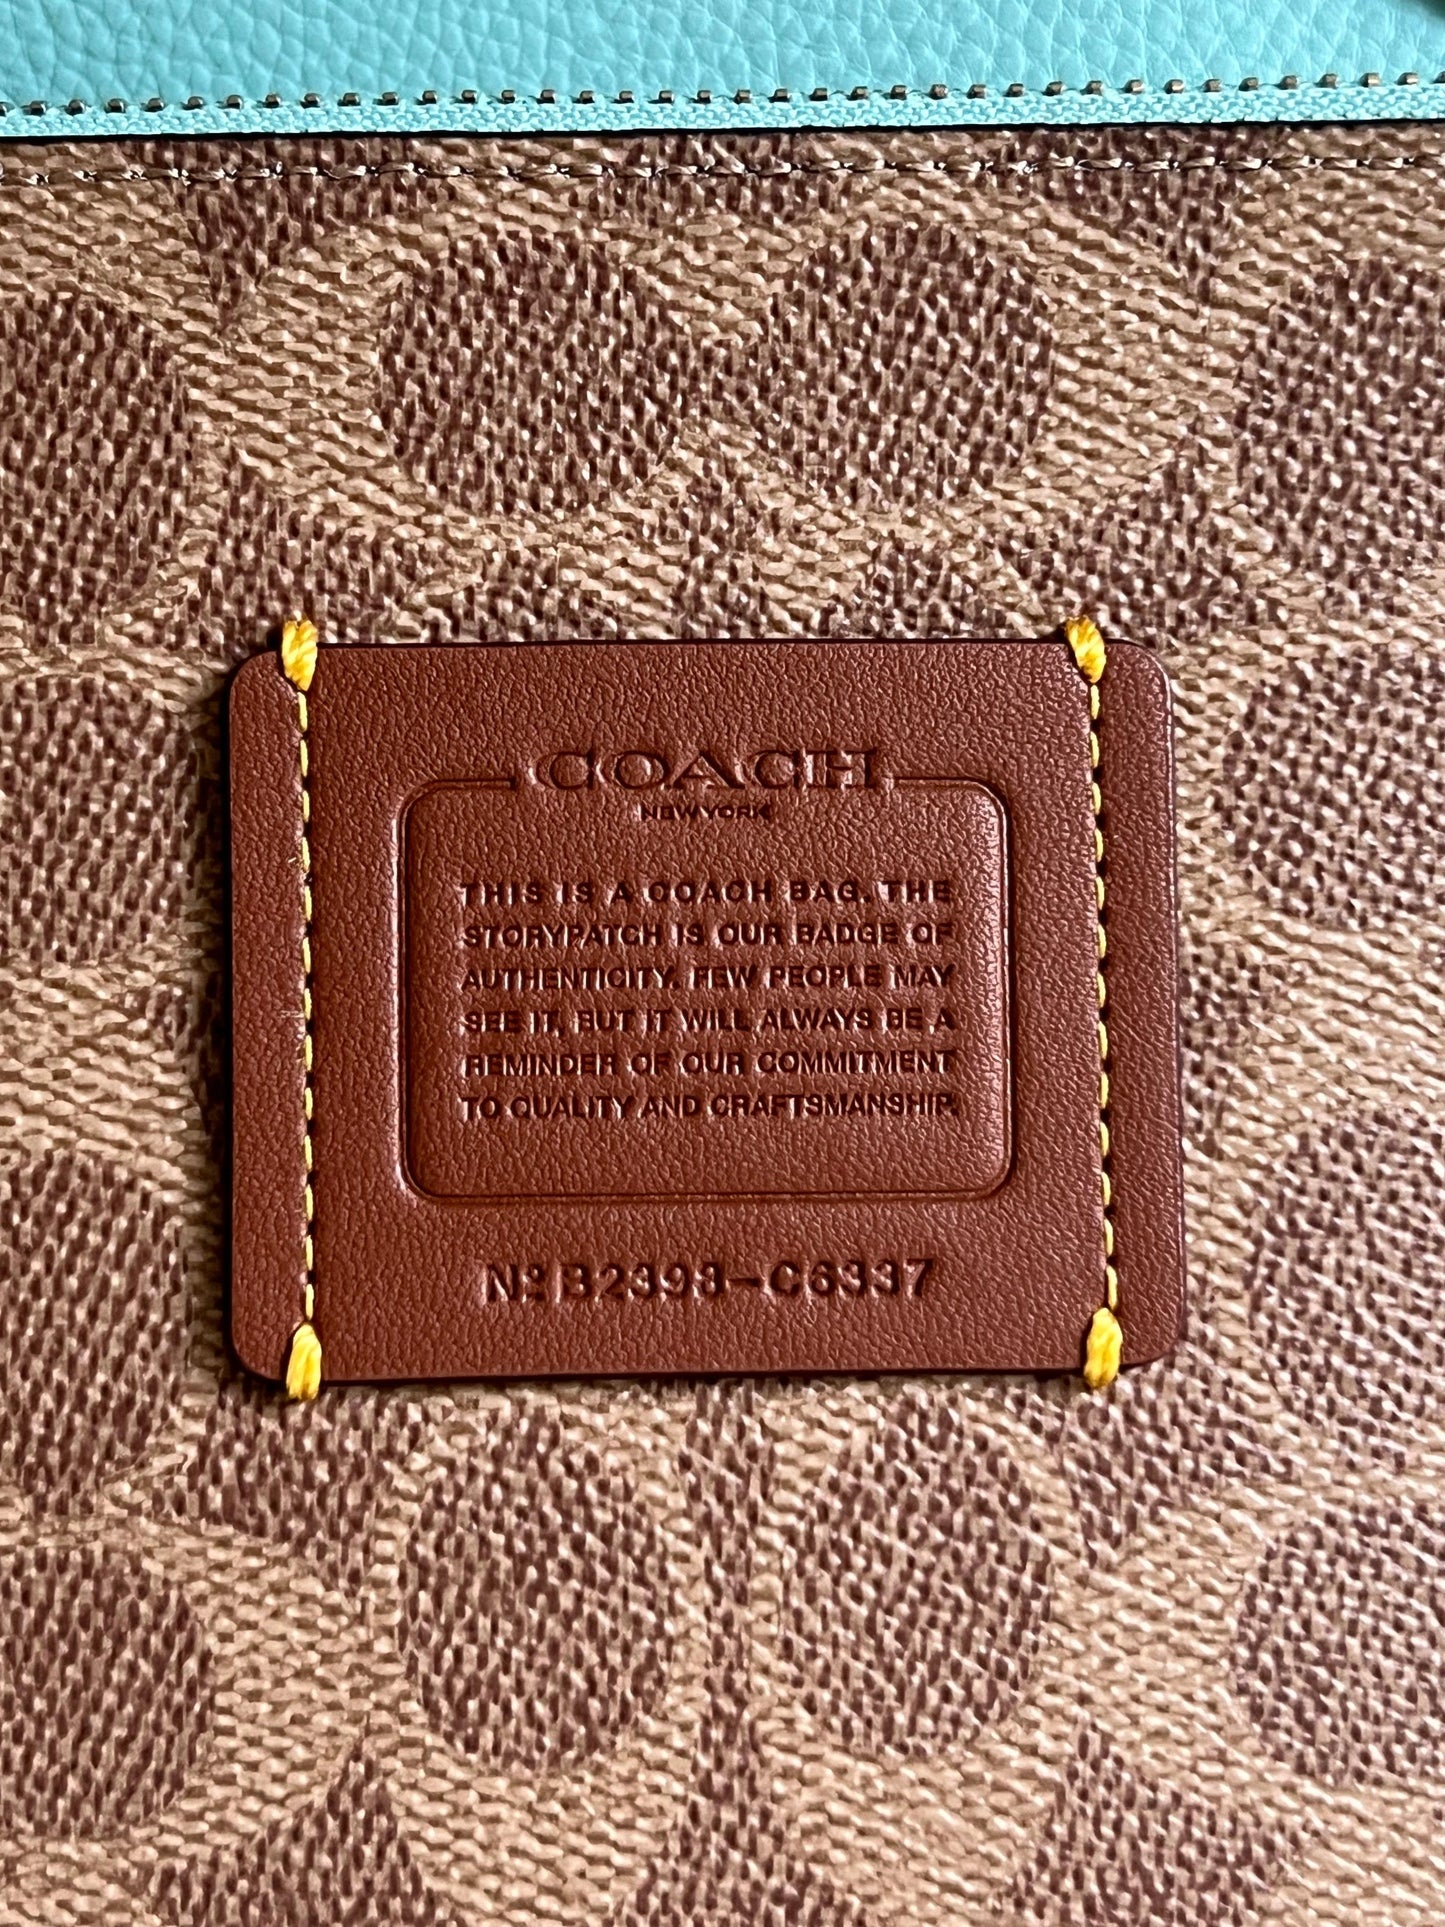 COACH
NEW YORK
THIS IS A COACH BAG. THE
STORYPATCH IS OUR BADGE OF
AUTHENTICITY. FEW PEOPLE MAY
SEE IT, BUT IT WILL ALWAYS BE A
REMINDER OF OUR COMMITMENT
TO QUALITY AND CRAFTSMANSHIP.
Nº B2393-C6337